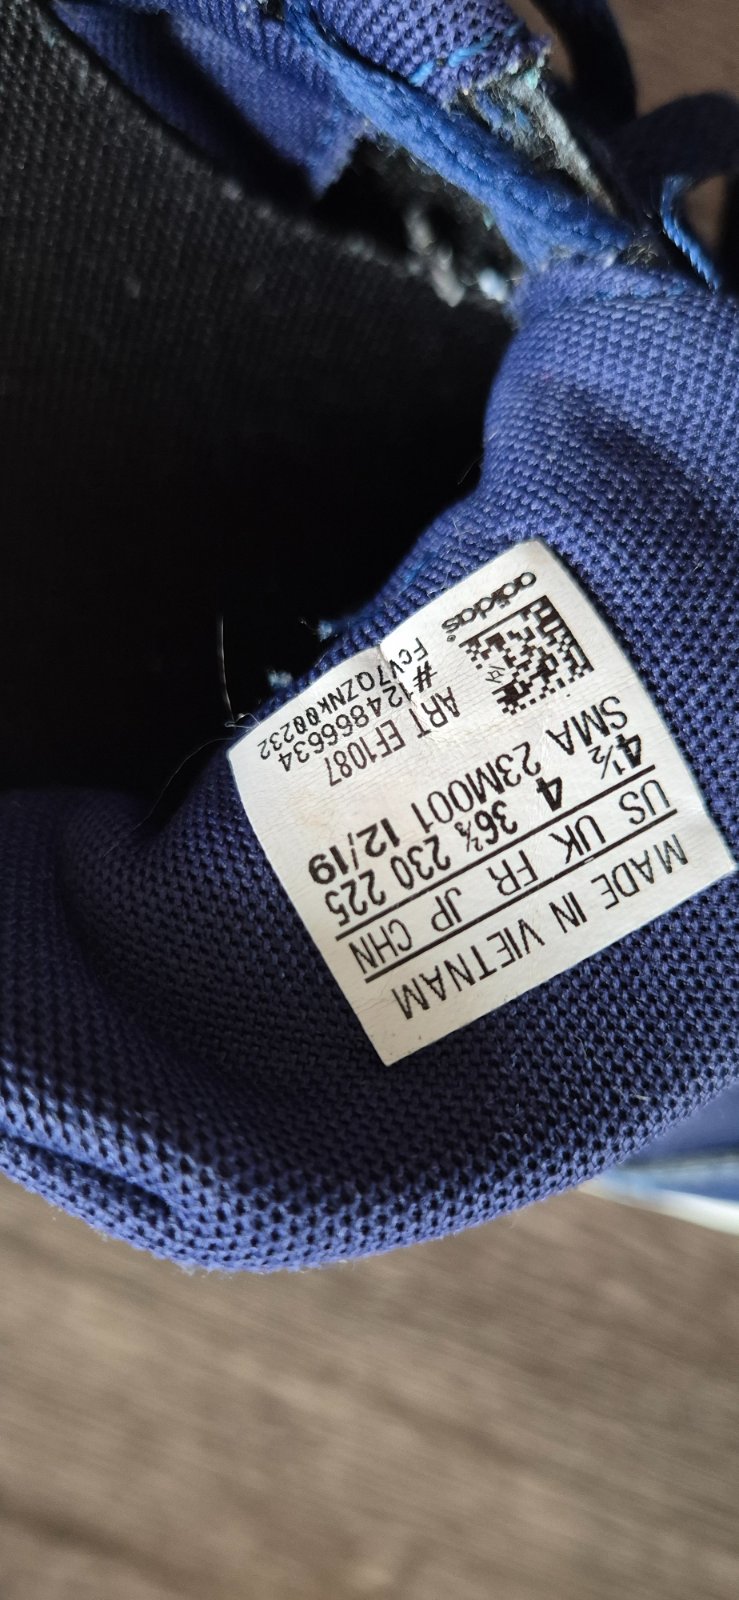 MADE IN VIETNAM
US UK FR JP CHN
4½ 4 36⅔ 230 225
SMA 23M001 12/19
ART EF1087
#124866634
FCV7QZNK00232
adidas®